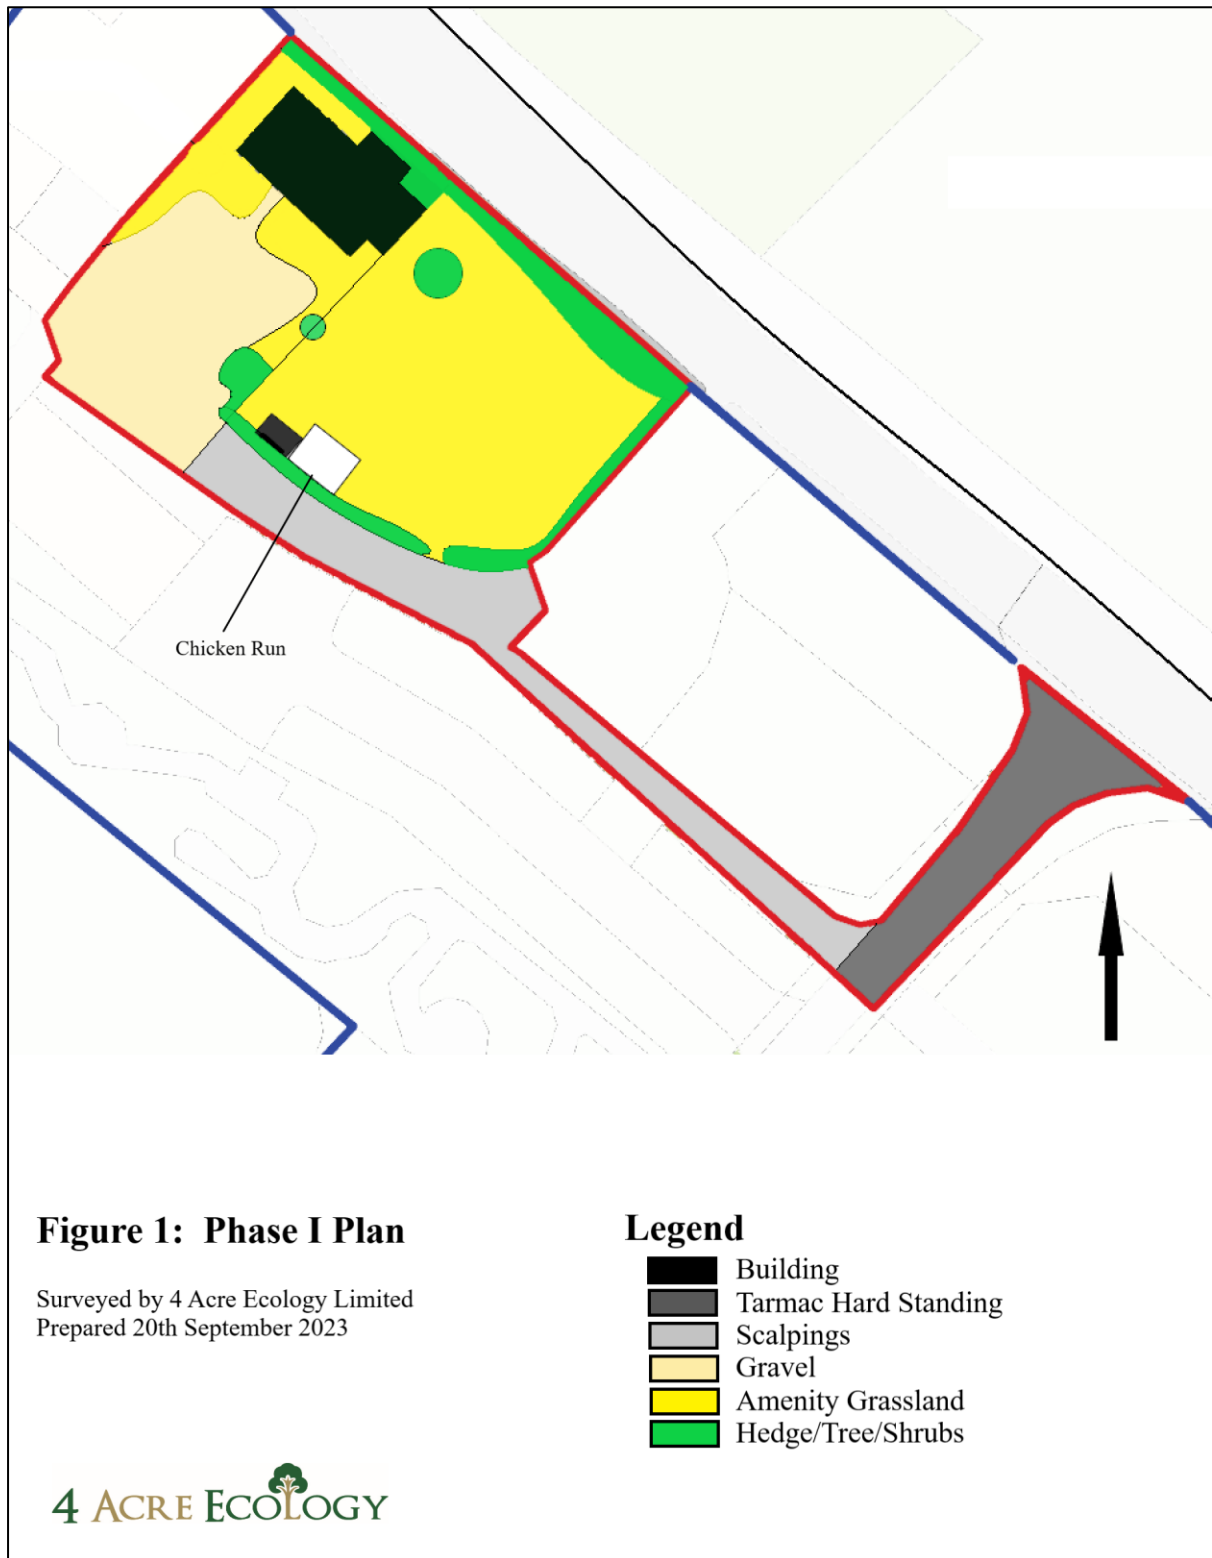 Chicken Run
Figure 1: Phase I Plan
Surveyed by 4 Acre Ecology Limited
Prepared 20th September 2023
Legend
Building
Tarmac Hard Standing
Scalpings
Gravel
Amenity Grassland
Hedge/Tree/Shrubs
4 ACRE ECOLOGY